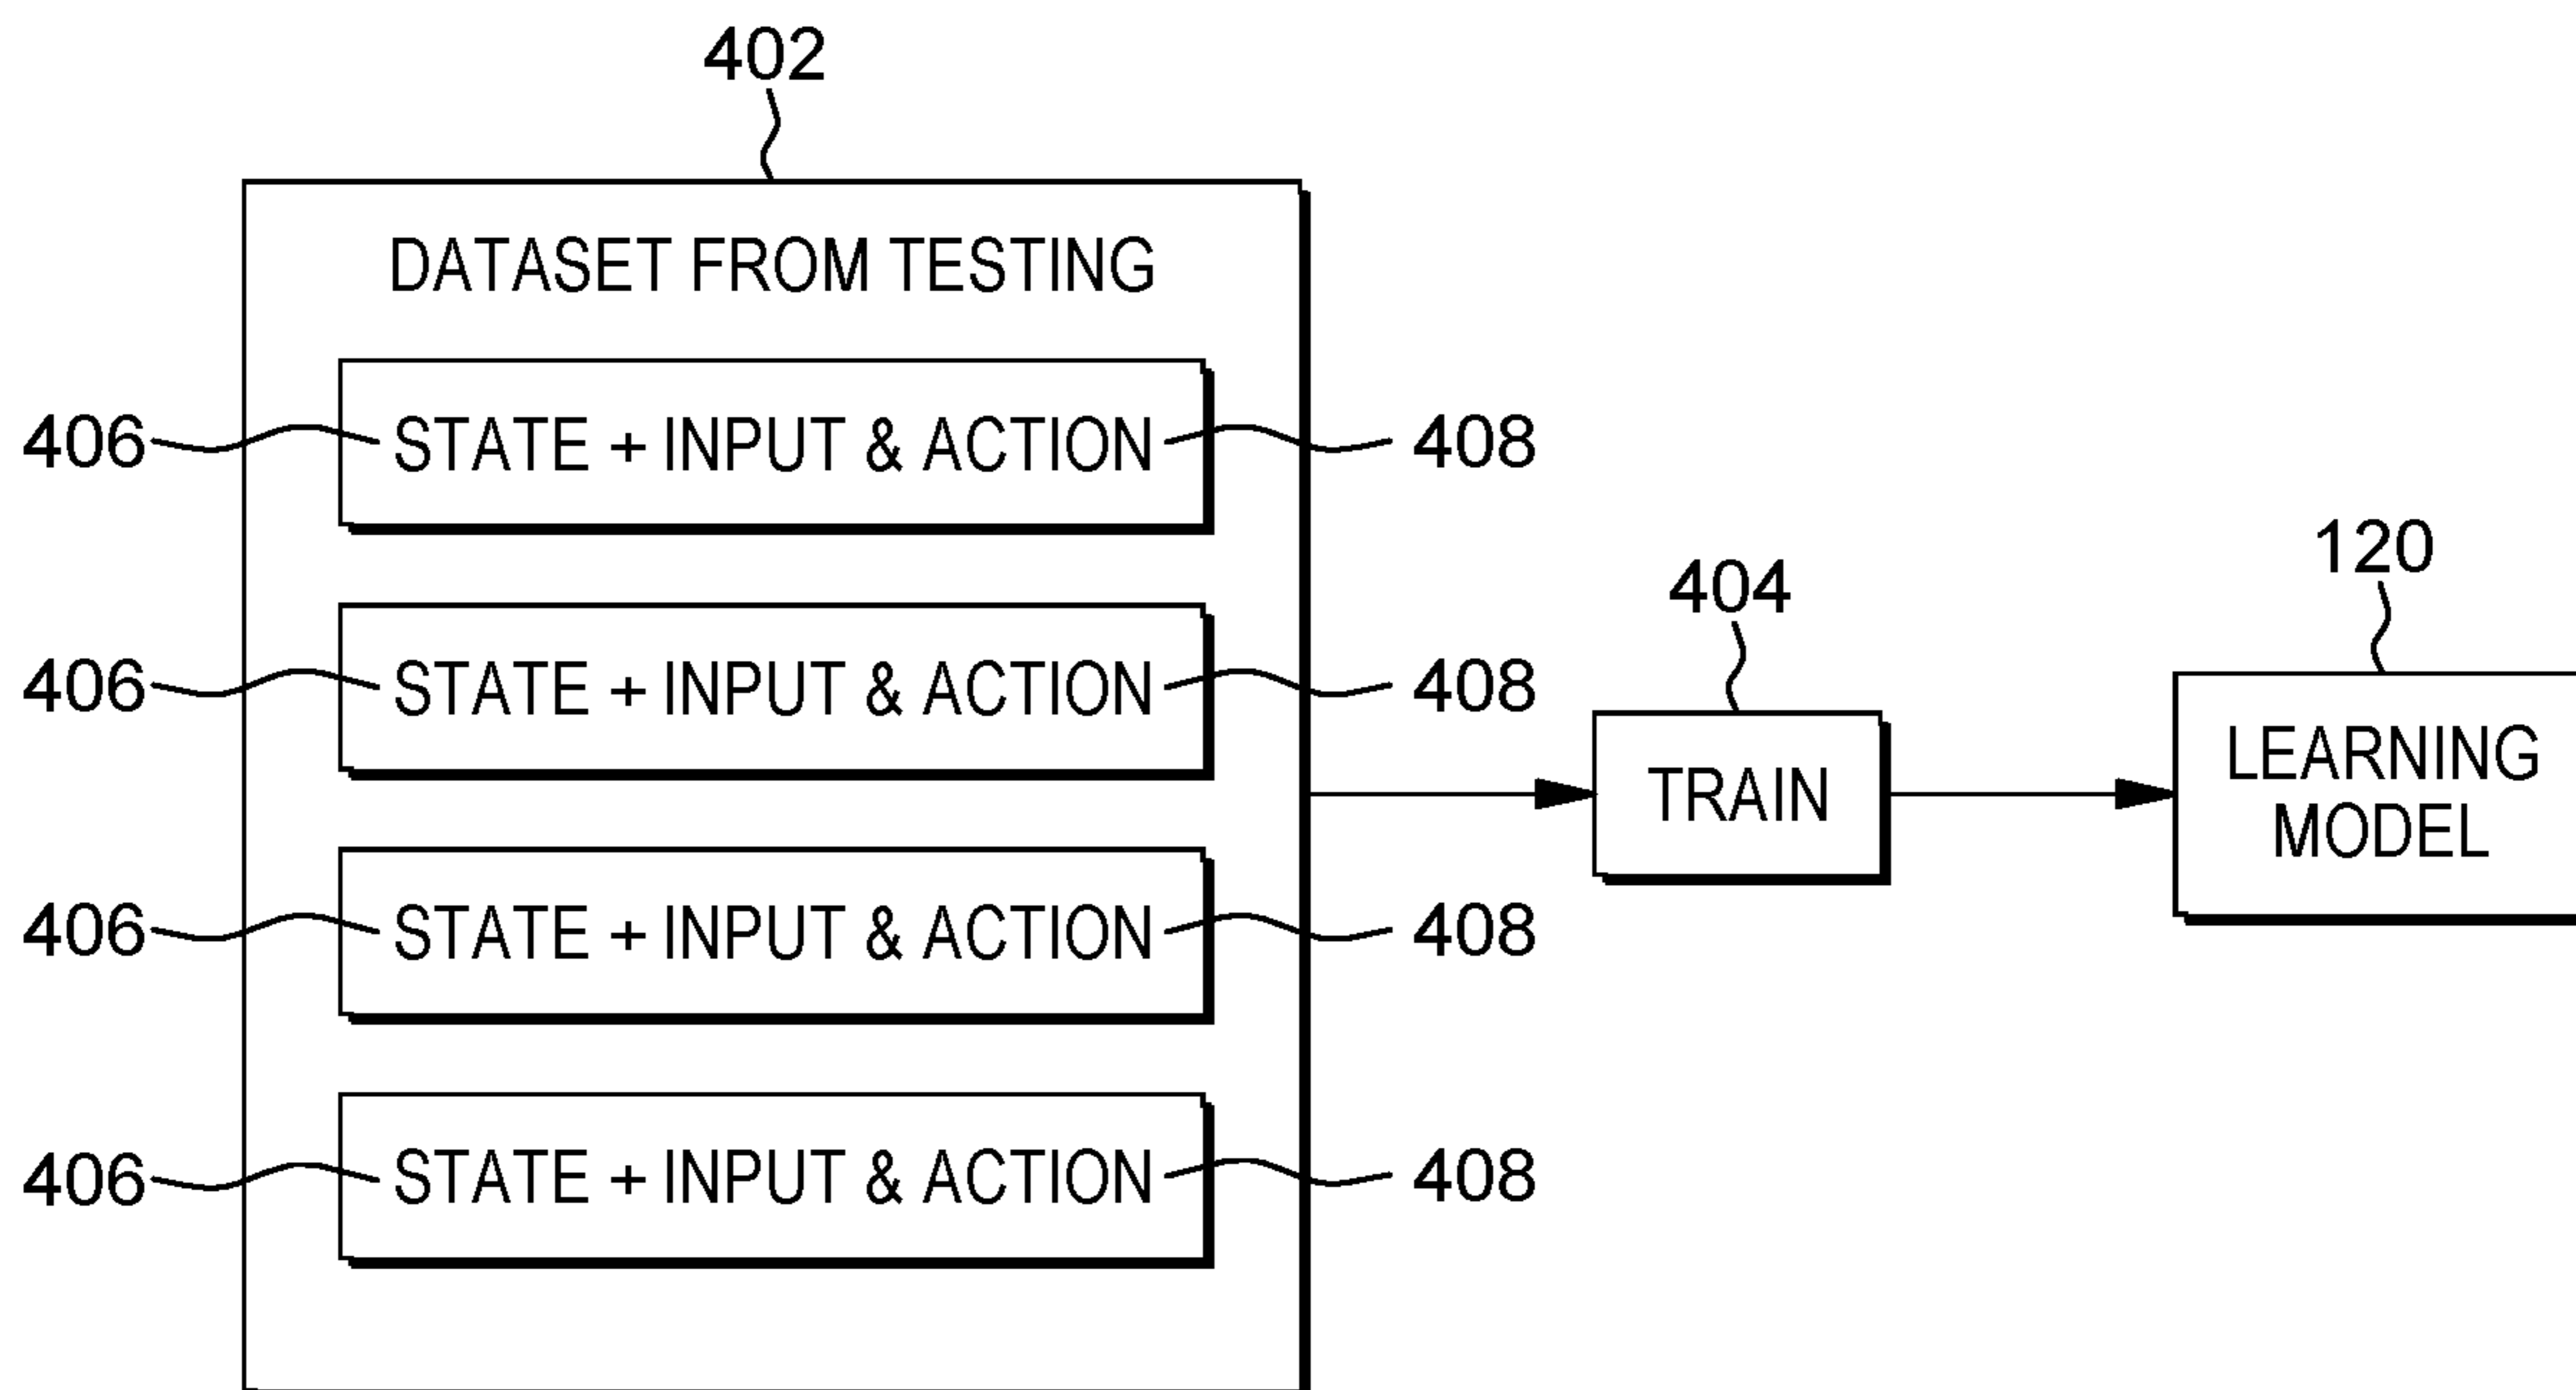 402
DATASET FROM TESTING
406 STATE + INPUT & ACTION 408
406 STATE + INPUT & ACTION 408
406 STATE + INPUT & ACTION 408
406 STATE + INPUT & ACTION 408
404
TRAIN
120
LEARNING
MODEL